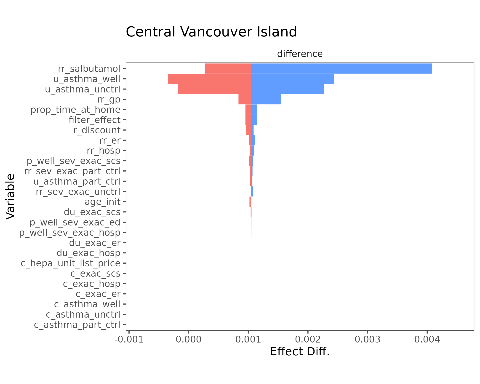 Central Vancouver Island
difference
rr_salbutamol
u_asthma_well
u_asthma_unctrl
rr_gp
prop_time_at_home
filter_effect
r_discount
rr_er
rr_hosp
p_well_sev_exac_scs
rr_sev_exac_part_ctrl
u_asthma_part_ctrl
rr_sev_exac_unctrl
age_init
du_exac_scs
p_well_sev_exac_ed
p_well_sev_exac_hosp
du_exac_er
du_exac_hosp
c_hepa_unit_list_price
c_exac_scs
c_exac_hosp
c_exac_er
c_asthma_well
c_asthma_unctrl
c_asthma_part_ctrl
Variable
-0.001 0.000 0.001 0.002 0.003 0.004
Effect Diff.